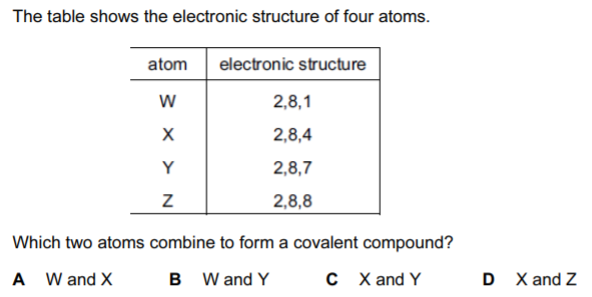 The table shows the electronic structure of four atoms.
atom electronic structure
W 2,8,1
X 2,8,4
Y 2,8,7
Z 2,8,8
Which two atoms combine to form a covalent compound?
A W and X B W and Y C X and Y D X and Z